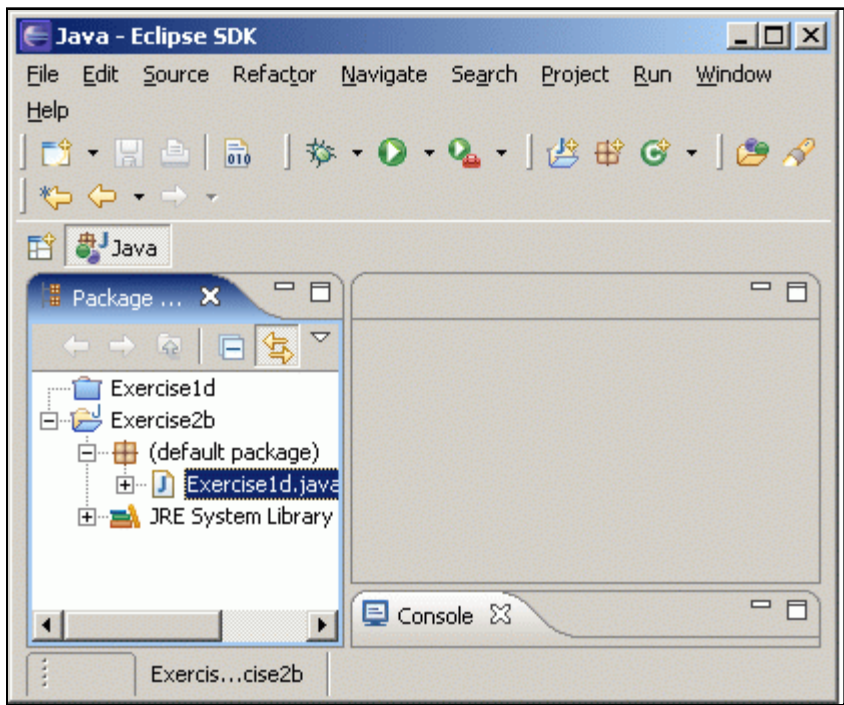 Java - Eclipse SDK
File Edit Source Refactor Navigate Search Project Run Window
Help
010
Java
Package ...
Exercise1d
Exercise2b
(default package)
Exercise1d.java
JRE System Library
Console
Exercis...cise2b